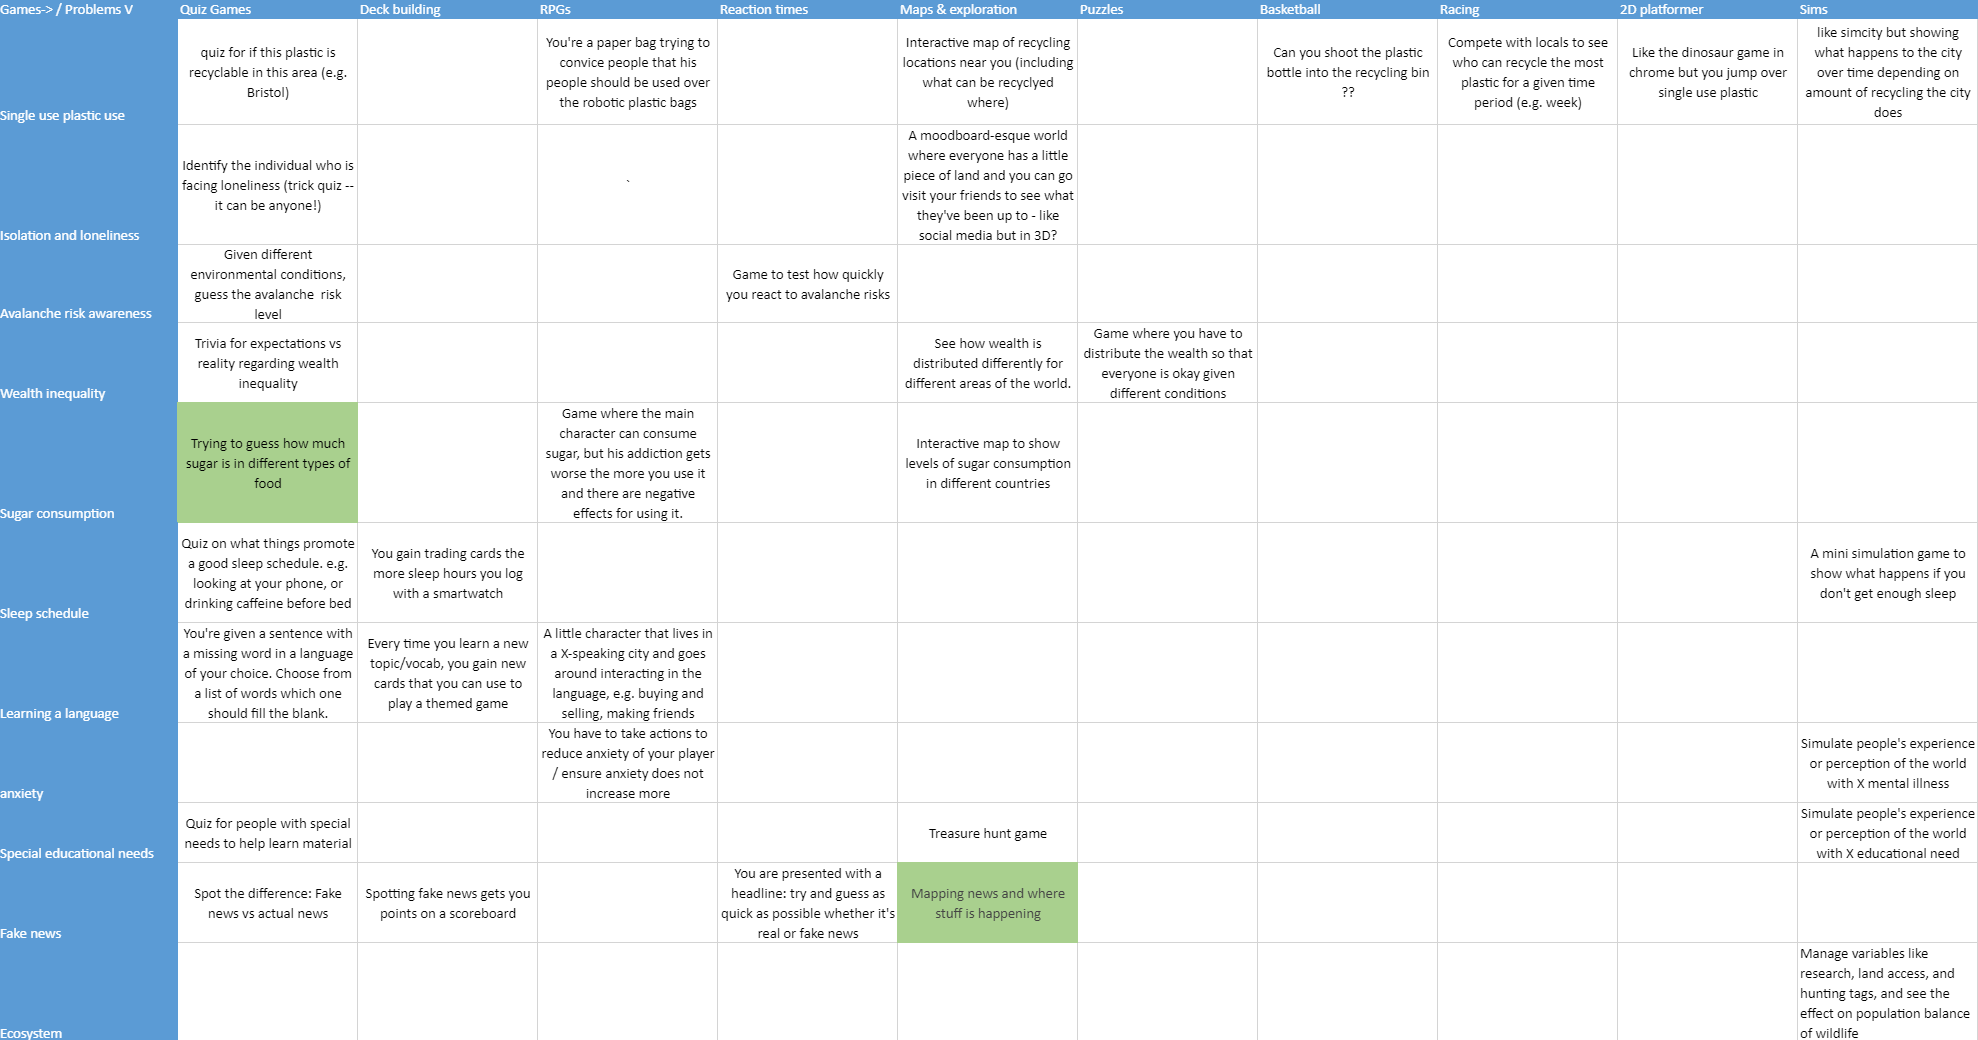 Games-> / Problems V
Quiz Games
Deck building
RPGs
Reaction times
Maps & exploration
Puzzles
Basketball
Racing
2D platformer
Sims
Single use plastic use
quiz for if this plastic is
recyclable in this area (e.g.
Bristol)
You're a paper bag trying to
convice people that his
people should be used over
the robotic plastic bags
Interactive map of recycling
locations near you (including
what can be recyclyed
where)
Can you shoot the plastic
bottle into the recycling bin
??
Compete with locals to see
who can recycle the most
plastic for a given time
period (e.g. week)
Like the dinosaur game in
chrome but you jump over
single use plastic
like simcity but showing
what happens to the city
over time depending on
amount of recycling the city
does
Isolation and loneliness
Identify the individual who is
facing loneliness (trick quiz --
it can be anyone!)
`
A moodboard-esque world
where everyone has a little
piece of land and you can go
visit your friends to see what
they've been up to - like
social media but in 3D?
Avalanche risk awareness
Given different
environmental conditions,
guess the avalanche  risk
level
Game to test how quickly
you react to avalanche risks
Wealth inequality
Trivia for expectations vs
reality regarding wealth
inequality
See how wealth is
distributed differently for
different areas of the world.
Game where you have to
distribute the wealth so that
everyone is okay given
different conditions
Sugar consumption
Trying to guess how much
sugar is in different types of
food
Game where the main
character can consume
sugar, but his addiction gets
worse the more you use it
and there are negative
effects for using it.
Interactive map to show
levels of sugar consumption
in different countries
Sleep schedule
Quiz on what things promote
a good sleep schedule. e.g.
looking at your phone, or
drinking caffeine before bed
You gain trading cards the
more sleep hours you log
with a smartwatch
A mini simulation game to
show what happens if you
don't get enough sleep
Learning a language
You're given a sentence with
a missing word in a language
of your choice. Choose from
a list of words which one
should fill the blank.
Every time you learn a new
topic/vocab, you gain new
cards that you can use to
play a themed game
A little character that lives in
a X-speaking city and goes
around interacting in the
language, e.g. buying and
selling, making friends
anxiety
You have to take actions to
reduce anxiety of your player
/ ensure anxiety does not
increase more
Simulate people's experience
or perception of the world
with X mental illness
Special educational needs
Quiz for people with special
needs to help learn material
Treasure hunt game
Simulate people's experience
or perception of the world
with X educational need
Fake news
Spot the difference: Fake
news vs actual news
Spotting fake news gets you
points on a scoreboard
You are presented with a
headline: try and guess as
quick as possible whether it's
real or fake news
Mapping news and where
stuff is happening
Ecosystem
Manage variables like
research, land access, and
hunting tags, and see the
effect on population balance
of wildlife